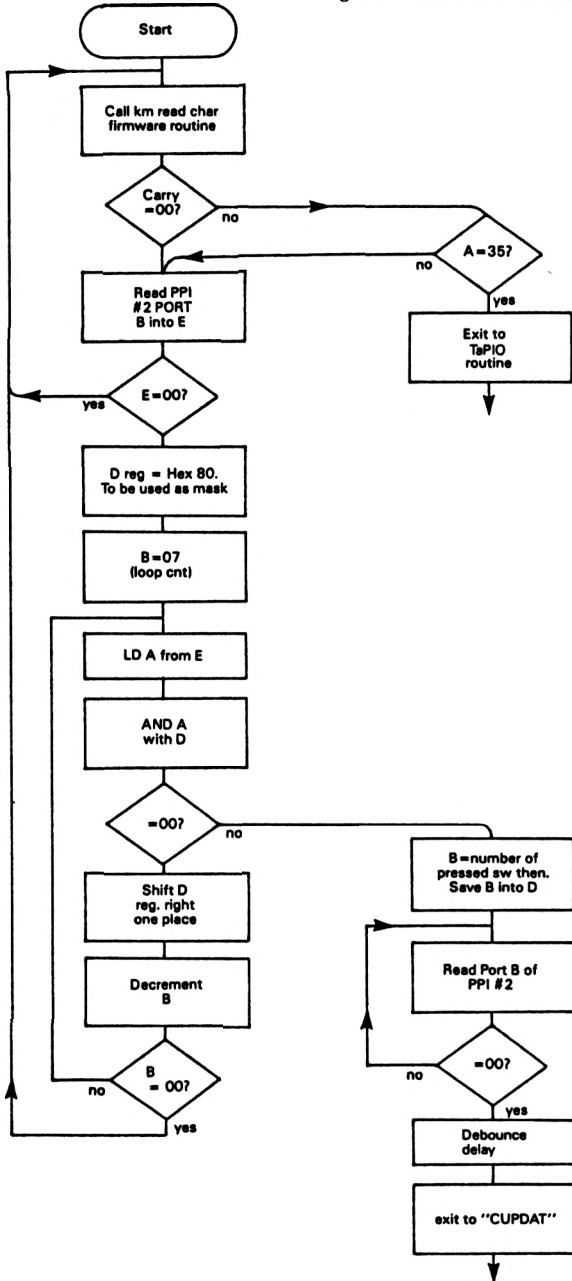 Start
Call km read char
firmware routine
Carry
=00?
no
A=35?
no
yes
Read PPI
#2 PORT
B into E
Exit to
TaPIO
routine
E=00?
yes
D reg = Hex 80.
To be used as mask
B=07
(loop cnt)
LD A from E
AND A
with D
=00?
no
B=number of
pressed sw then.
Save B into D
Shift D
reg. right
one place
Read Port B of
PPI #2
Decrement
B
=00?
no
yes
B
= 00?
no
yes
Debounce
delay
exit to "CUPDAT"